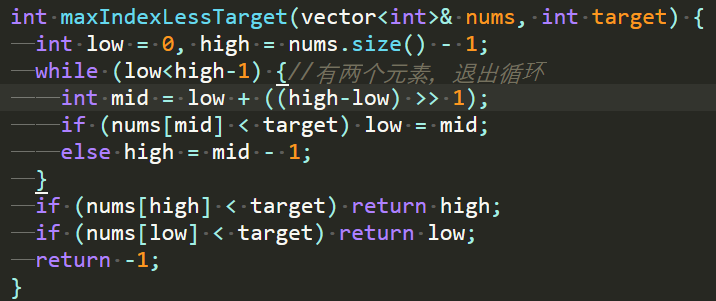 int maxIndexLessTarget(vector<int>& nums, int target) {
int low = 0, high = nums.size() - 1;
while (low<high-1) {//有两个元素，退出循环
int mid = low + ((high-low) >> 1);
if (nums[mid] < target) low = mid;
else high = mid - 1;
}
if (nums[high] < target) return high;
if (nums[low] < target) return low;
return -1;
}